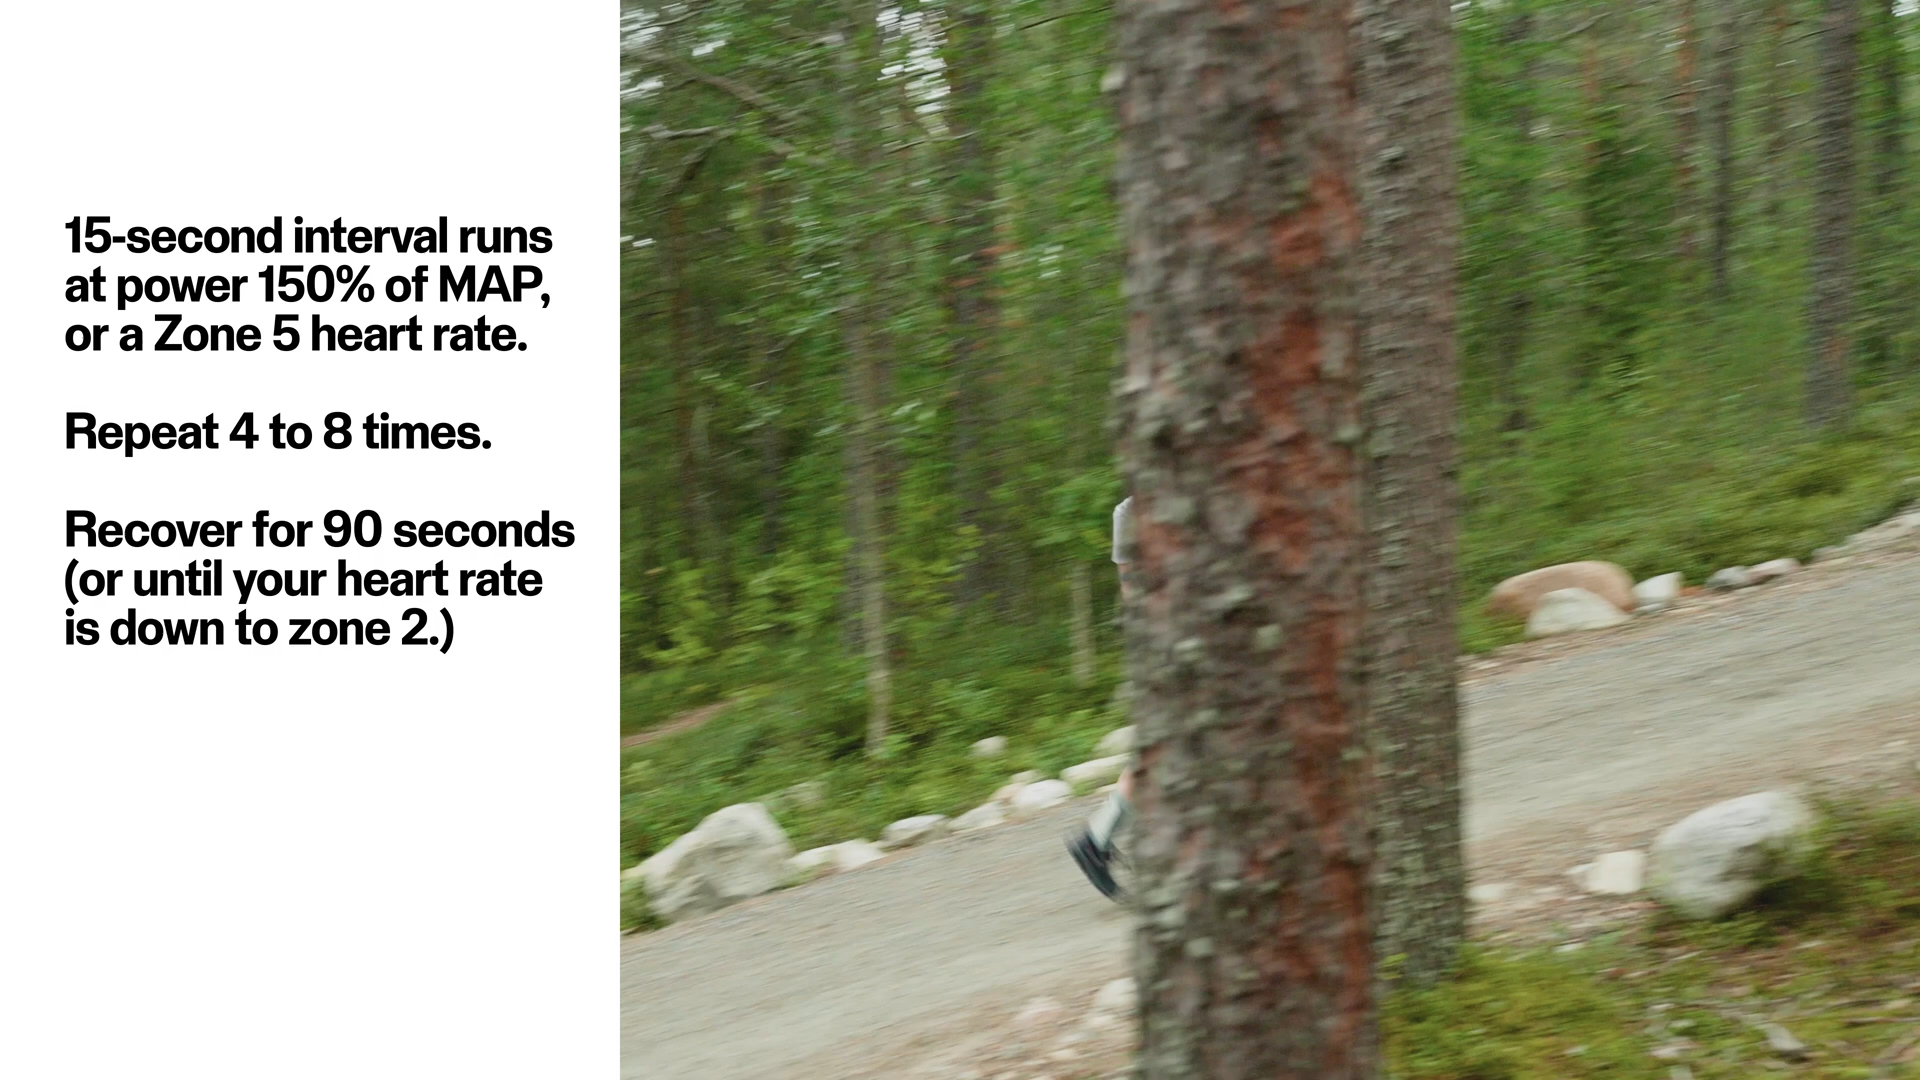 15-second interval runs
at power 150% of MAP,
or a Zone 5 heart rate.
Repeat 4 to 8 times.
Recover for 90 seconds
(or until your heart rate
is down to zone 2.)